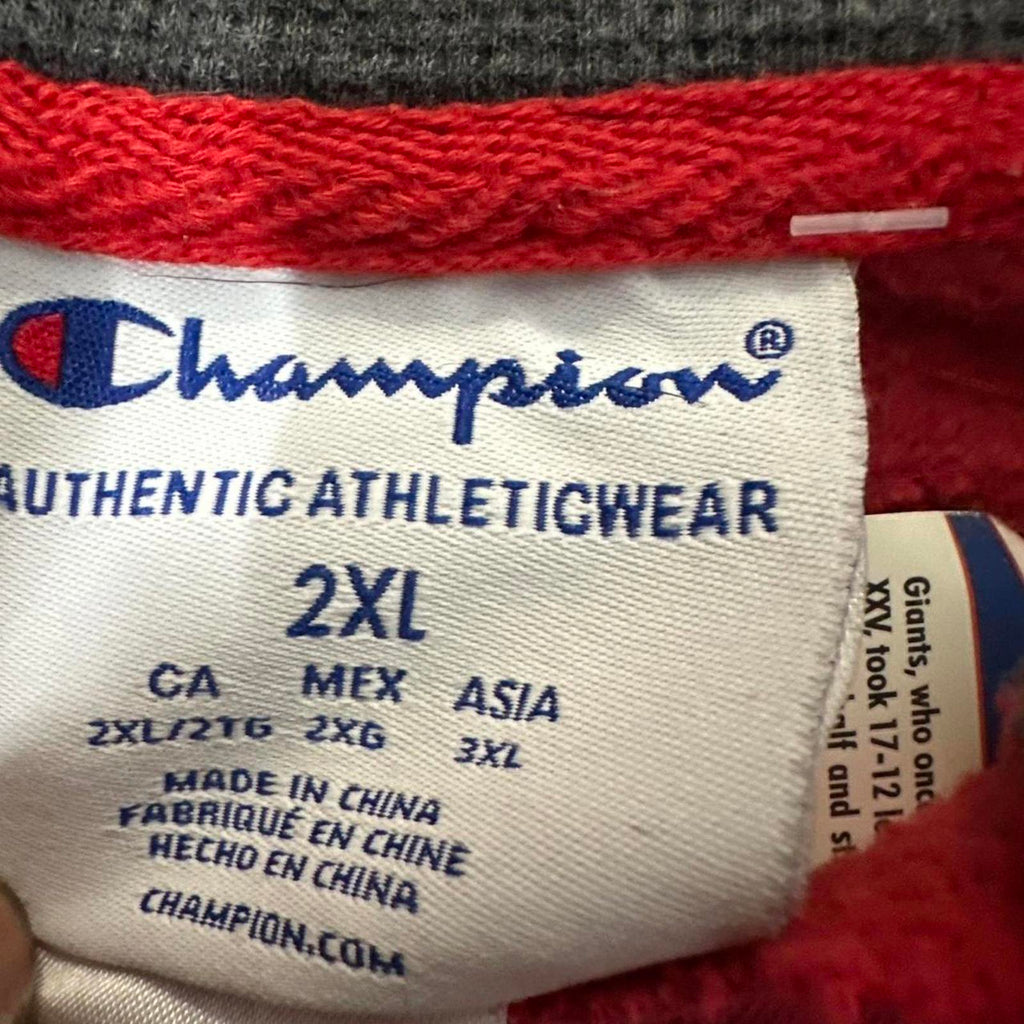 Champion®
AUTHENTIC ATHLETICWEAR
2XL
CA MEX ASIA
2XL/2TG 2XG 3XL
MADE IN CHINA
FABRIQUÉ EN CHINE
HECHO EN CHINA
CHAMPION.COM
Giants, who
XXV, took 17-12
and